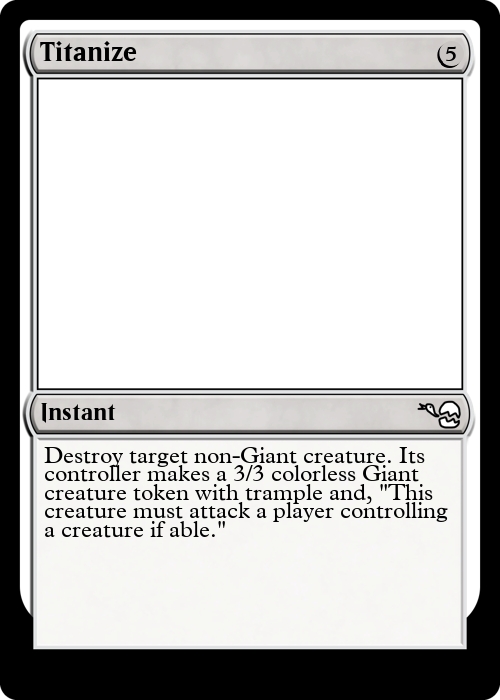 Titanize
5
Instant
Destroy target non-Giant creature. Its
controller makes a 3/3 colorless Giant
creature token with trample and, "This
creature must attack a player controlling
a creature if able."